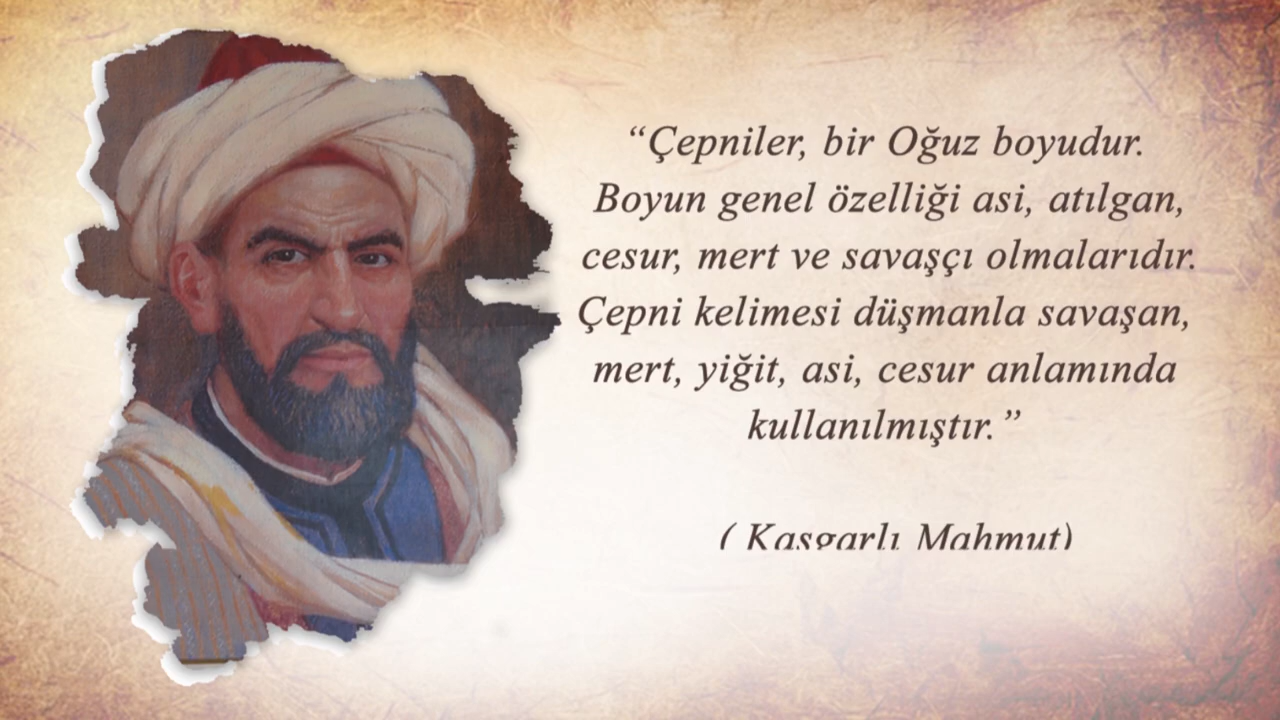 “Çepniler, bir Oğuz boyudur.
Boyun genel özelliği asi, atılgan,
cesur, mert ve savaşçı olmalarıdır.
Çepni kelimesi düşmanla savaşan,
mert, yiğit, asi, cesur anlamında
kullanılmıştır.”
( Kaşgarlı Mahmut)